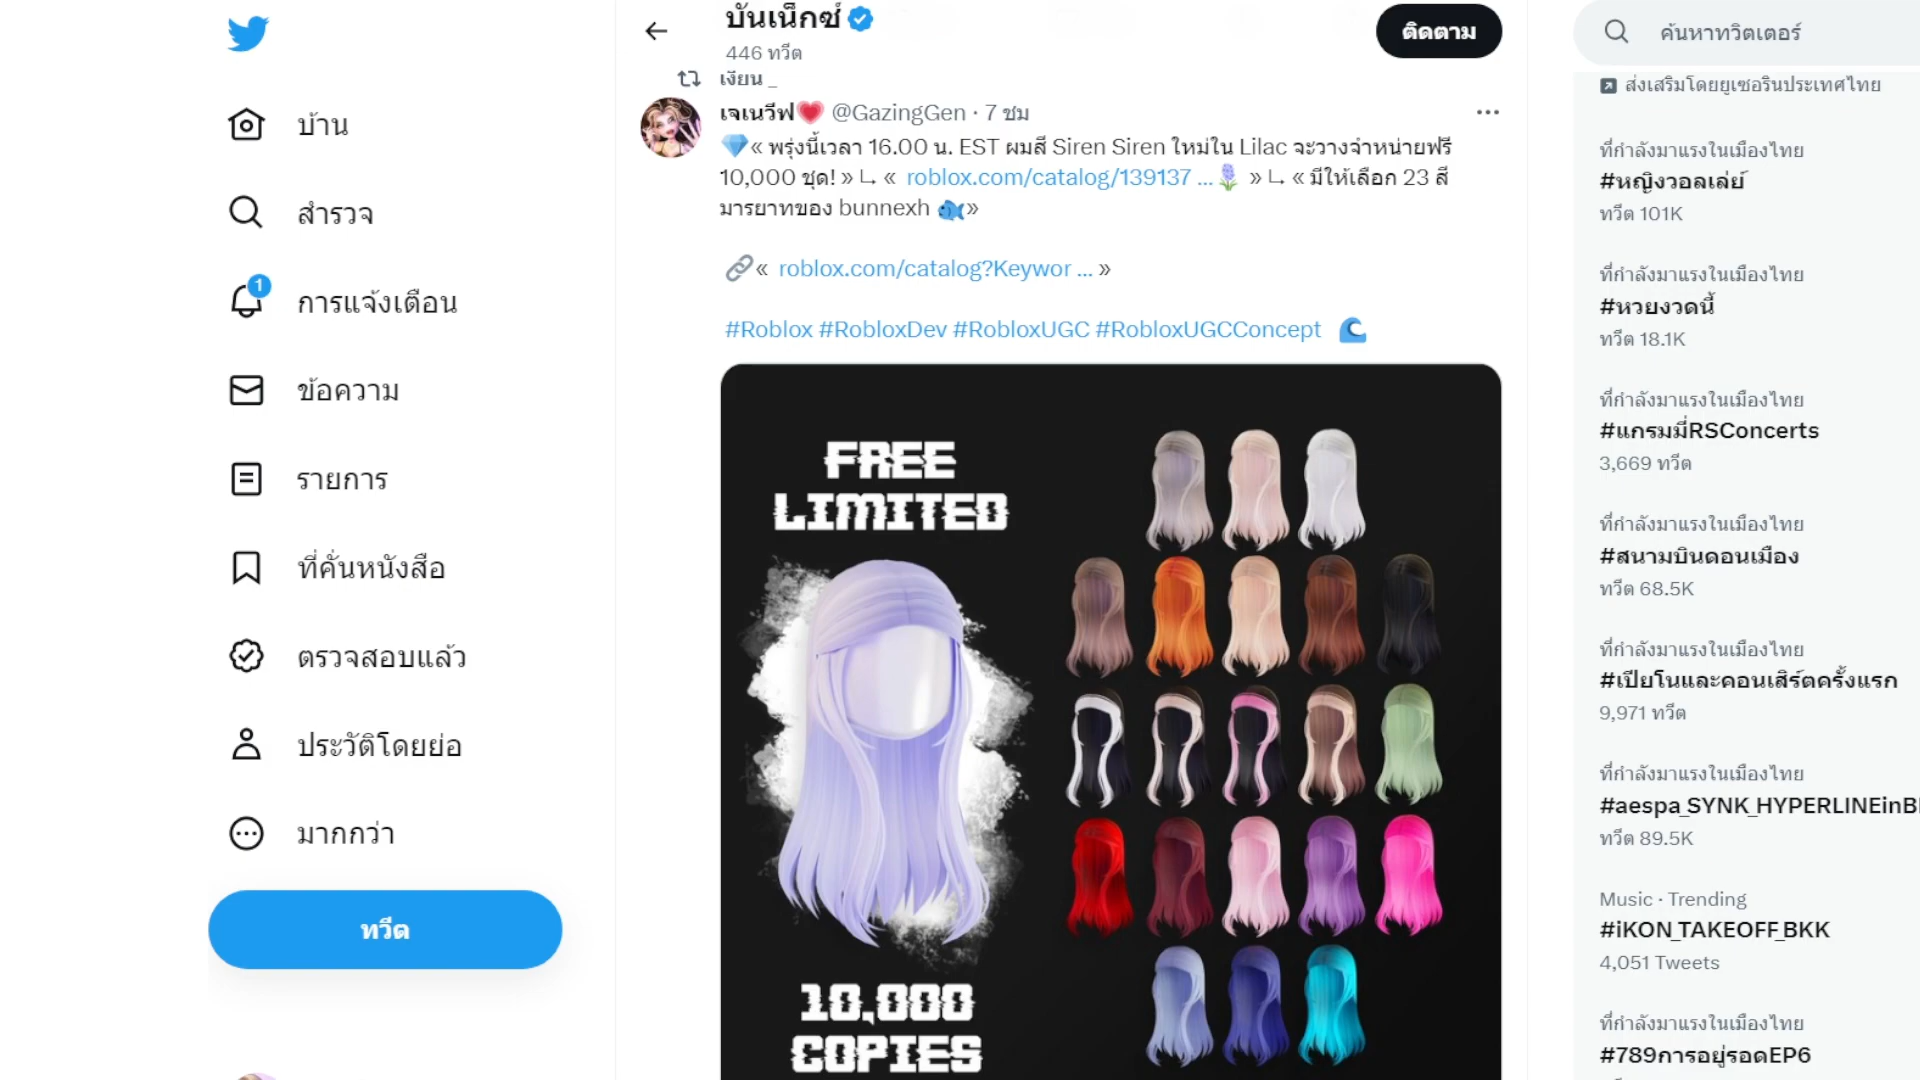 บ้าน
สำรวจ
1
การแจ้งเตือน
ข้อความ
รายการ
ที่คั่นหนังสือ
ตรวจสอบแล้ว
ประวัติโดยย่อ
มากกว่า
ทวีต
บันเน็กซ์
446 ทวีต
ติดตาม
เงียน _
เจเนวีฟ @GazingGen · 7 ชม
« พรุ่งนี้เวลา 16.00 น. EST ผมสี Siren Siren ใหม่ใน Lilac จะวางจำหน่ายฟรี
10,000 ชุด! » ╰ « roblox.com/catalog/139137 ... » ╰ « มีให้เลือก 23 สี
มารยาทของ bunnexh »
« roblox.com/catalog?Keywor ... »
#Roblox #RobloxDev #RobloxUGC #RobloxUGCConcept
FREE
LIMITED
10,000
COPIES
ค้นหาทวิตเตอร์
ส่งเสริมโดยยูเซอรินประเทศไทย
ที่กำลังมาแรงในเมืองไทย
#หญิงวอลเล่ย์
ทวีต 101K
ที่กำลังมาแรงในเมืองไทย
#หวยงวดนี้
ทวีต 18.1K
ที่กำลังมาแรงในเมืองไทย
#แกรมมี่RSConcerts
3,669 ทวีต
ที่กำลังมาแรงในเมืองไทย
#สนามบินดอนเมือง
ทวีต 68.5K
ที่กำลังมาแรงในเมืองไทย
#เปียโนและคอนเสิร์ตครั้งแรก
9,971 ทวีต
ที่กำลังมาแรงในเมืองไทย
#aespa_SYNK_HYPERLINEinB
ทวีต 89.5K
Music · Trending
#iKON_TAKEOFF_BKK
4,051 Tweets
ที่กำลังมาแรงในเมืองไทย
#789การอยู่รอดEP6